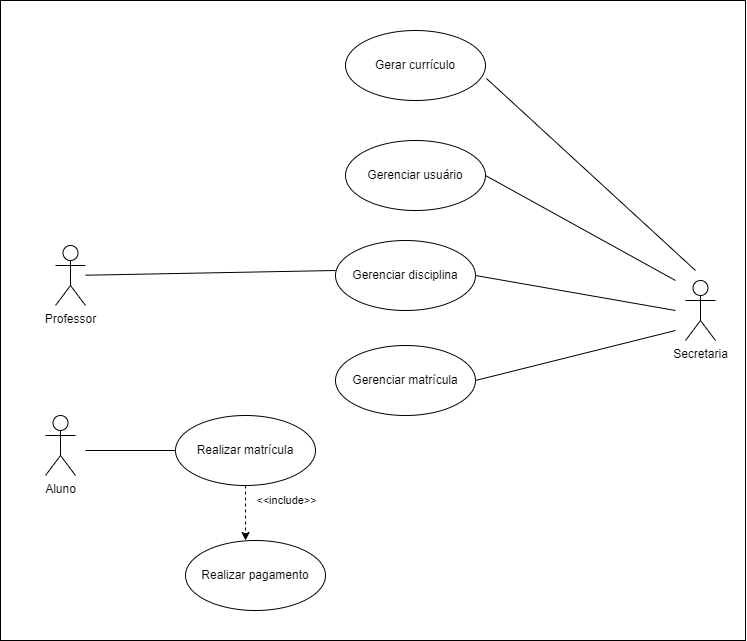 Gerar currículo
Gerenciar usuário
Gerenciar disciplina
Professor
Secretaria
Gerenciar matrícula
Realizar matrícula
Aluno
<<include>>
Realizar pagamento